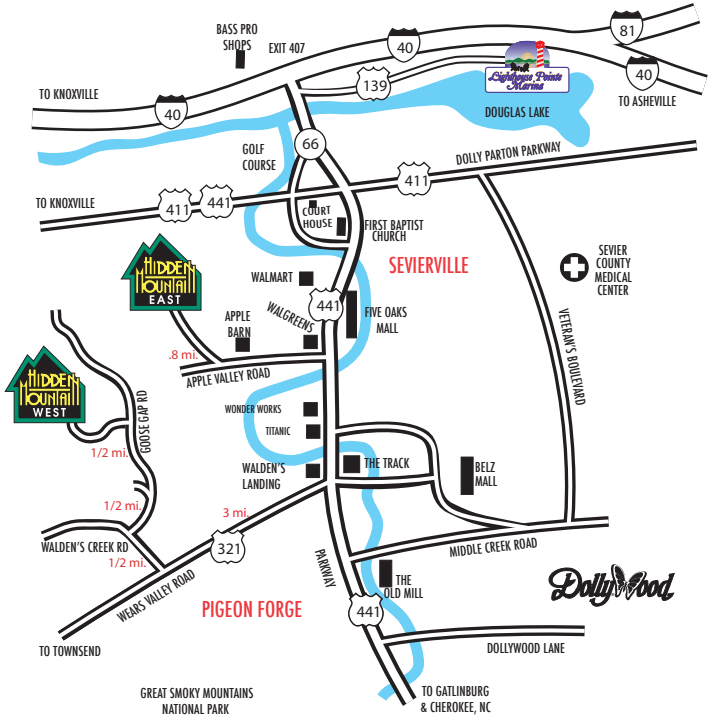 BASS PRO
SHOPS
EXIT 407
40
81
TO KNOXVILLE
40
139
Lighthouse Pointe
Marina
40
TO ASHEVILLE
DOUGLAS LAKE
GOLF
COURSE
66
DOLLY PARTON PARKWAY
TO KNOXVILLE
411
441
411
COURT
HOUSE
FIRST BAPTIST
CHURCH
SEVIERVILLE
SEVIER
COUNTY
MEDICAL
CENTER
HIDDEN
MOUNTAIN
EAST
WALMART
441
WALGREENS
FIVE OAKS
MALL
APPLE
BARN
.8 mi.
APPLE VALLEY ROAD
VETERAN'S BOULEVARD
HIDDEN
MOUNTAIN
WEST
GOOSE GAP RD
WONDER WORKS
TITANIC
1/2 mi.
WALDEN'S
LANDING
THE TRACK
BELZ
MALL
1/2 mi.
3 mi.
321
WALDEN'S CREEK RD
1/2 mi.
WEARS VALLEY ROAD
PARKWAY
MIDDLE CREEK ROAD
THE
OLD MILL
DollyWood
PIGEON FORGE
441
TO TOWNSEND
DOLLYWOOD LANE
GREAT SMOKY MOUNTAINS
NATIONAL PARK
TO GATLINBURG
& CHEROKEE, NC